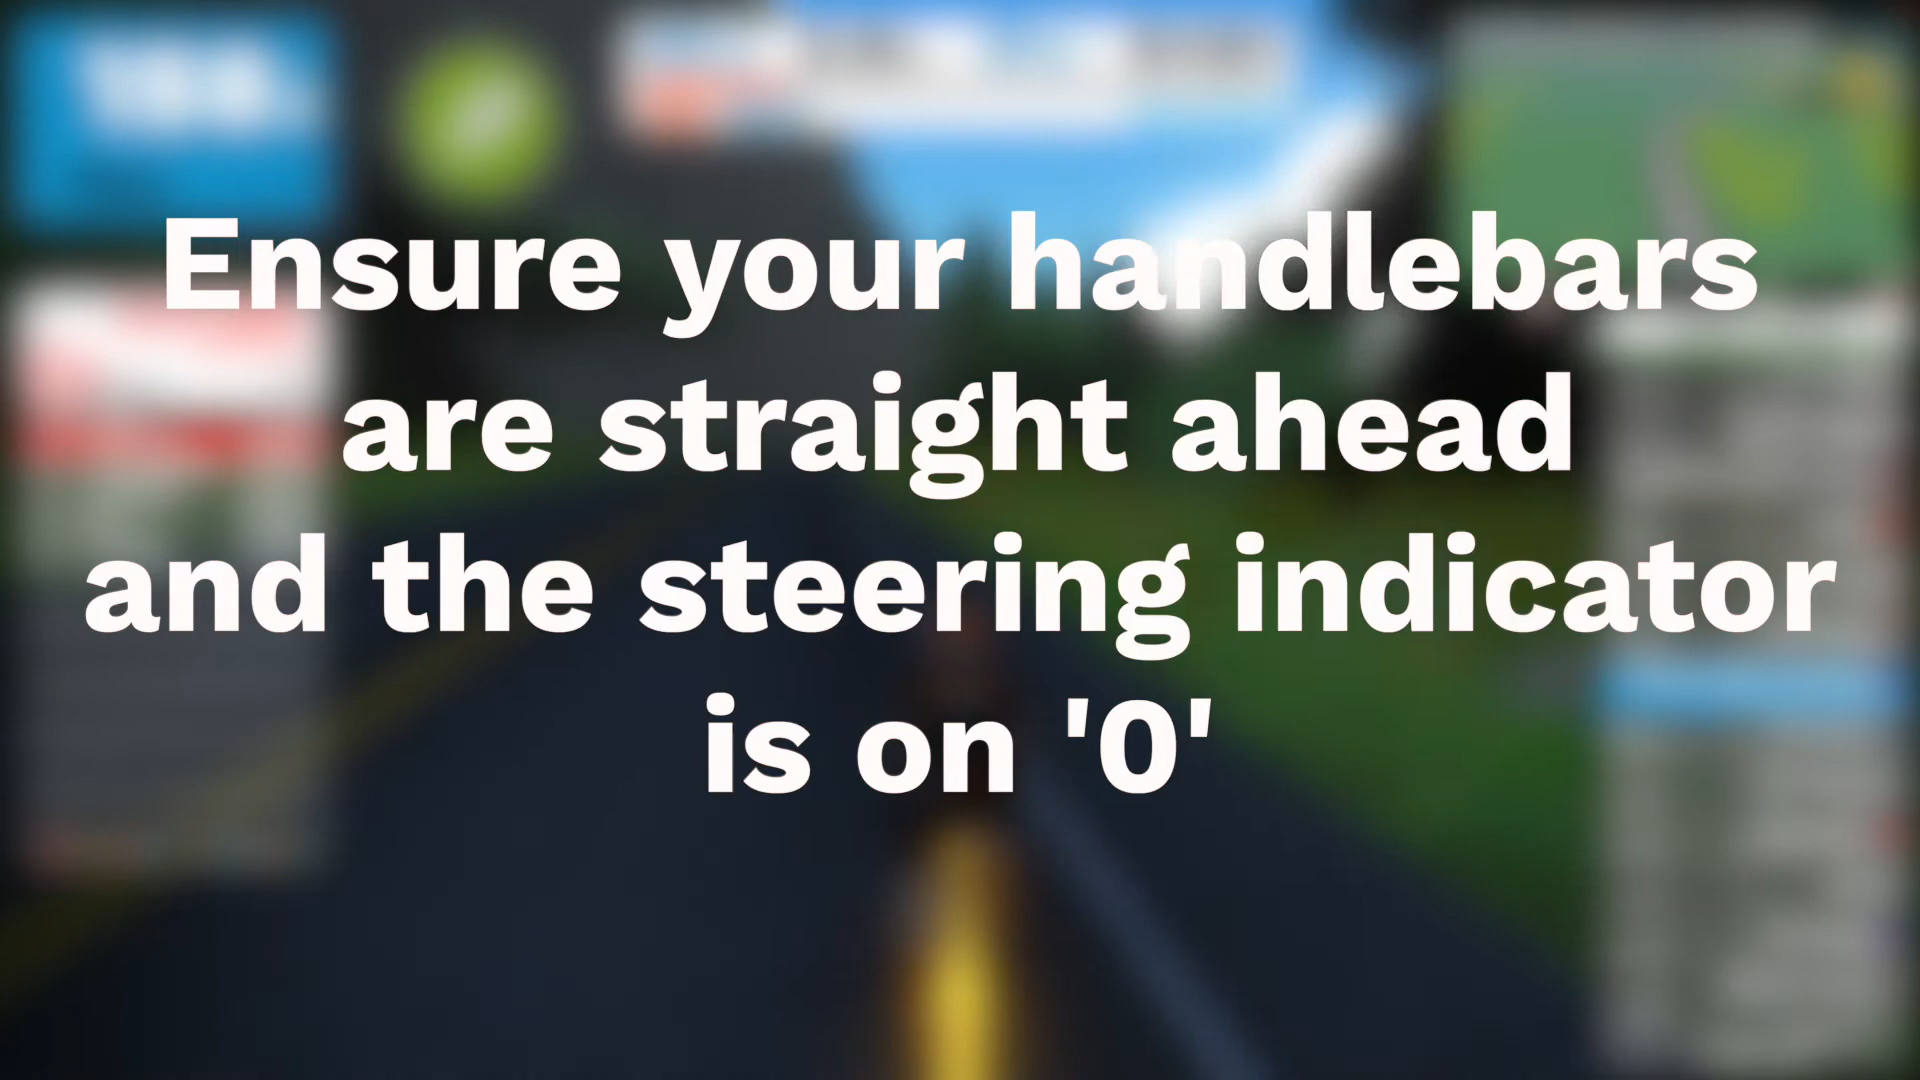 Ensure your handlebars
are straight ahead
and the steering indicator
is on '0'